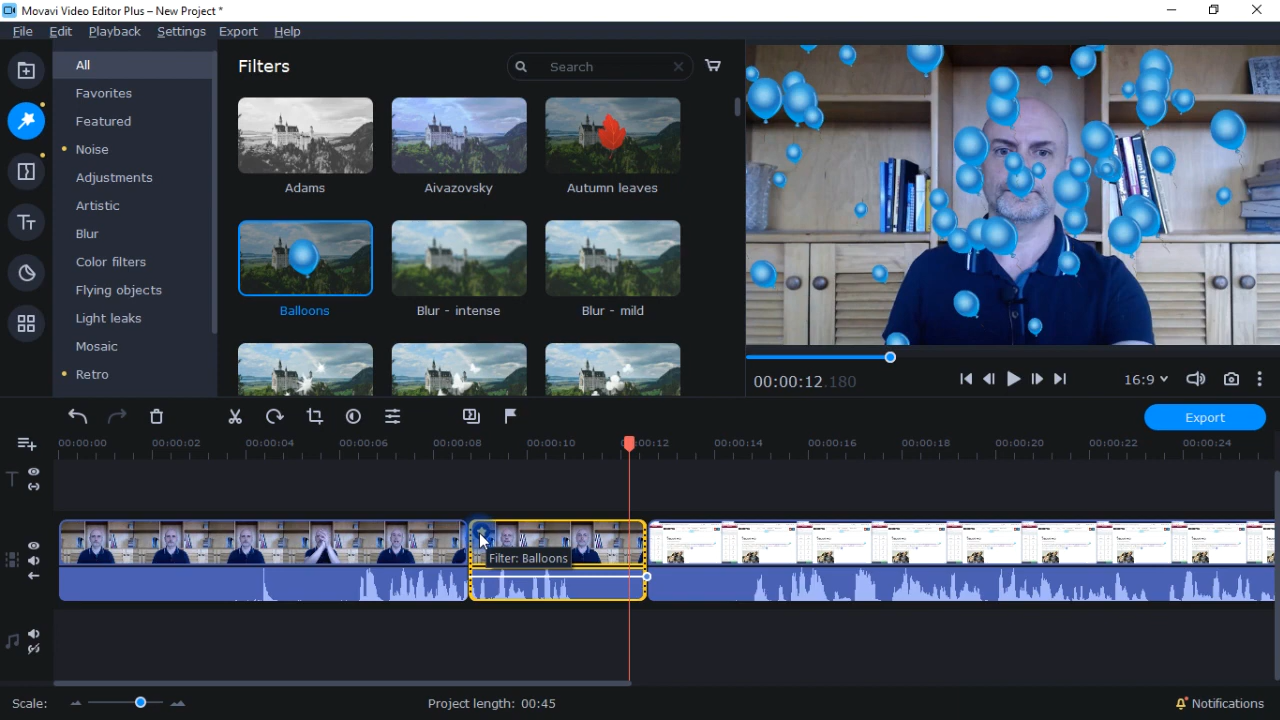 Movavi Video Editor Plus – New Project *
File Edit Playback Settings Export Help
All
Favorites
Featured
Noise
Adjustments
Artistic
Blur
Color filters
Flying objects
Light leaks
Mosaic
Retro
Filters
Search
Adams
Aivazovsky
Autumn leaves
Balloons
Blur - intense
Blur - mild
00:00:12.180
16:9
Export
00:00:00 00:00:02 00:00:04 00:00:06 00:00:08 00:00:10 00:00:12 00:00:14 00:00:16 00:00:18 00:00:20 00:00:22 00:00:24
Filter: Balloons
Scale:
Project length: 00:45
Notifications